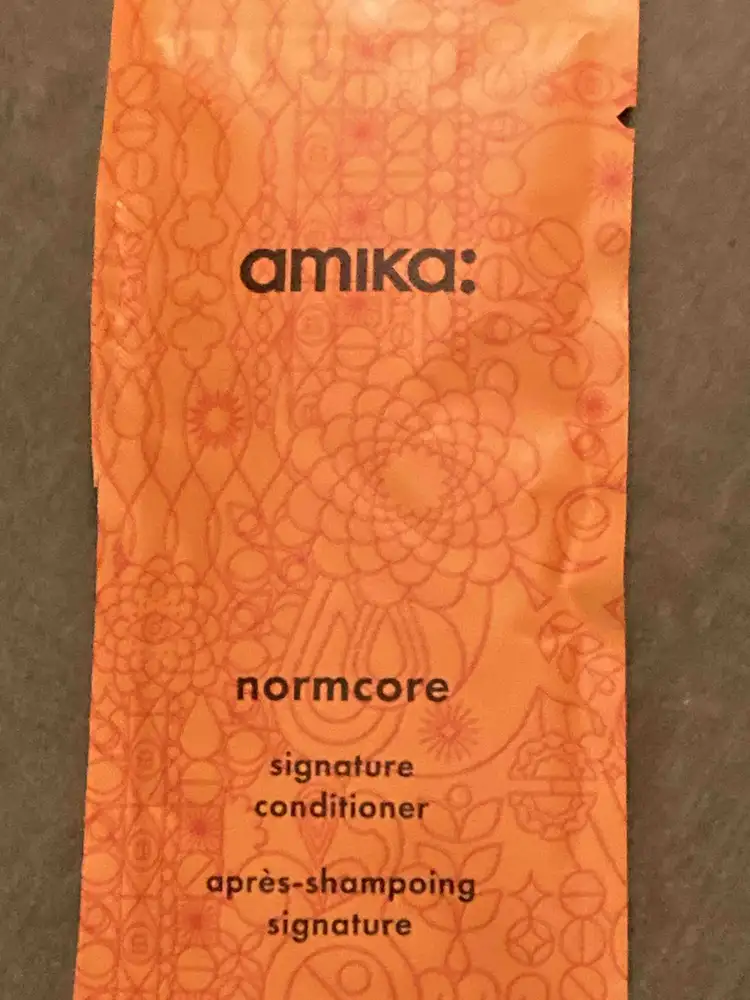 amika:
normcore
signature
conditioner
après-shampoing
signature